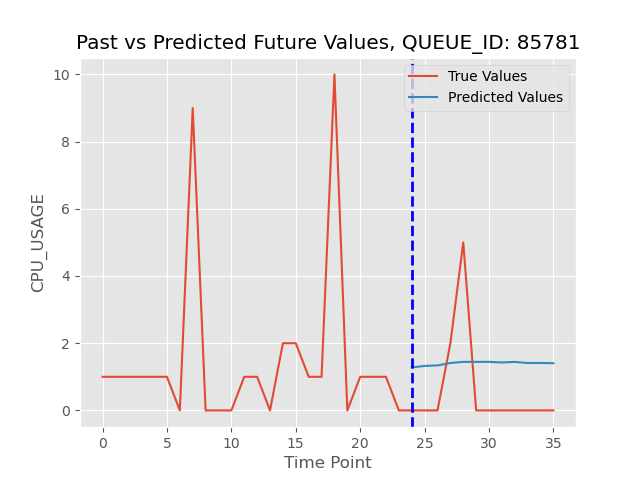 Past vs Predicted Future Values, QUEUE_ID: 85781
True Values
Predicted Values
CPU_USAGE
10
8
6
4
2
0
0 5 10 15 20 25 30 35
Time Point